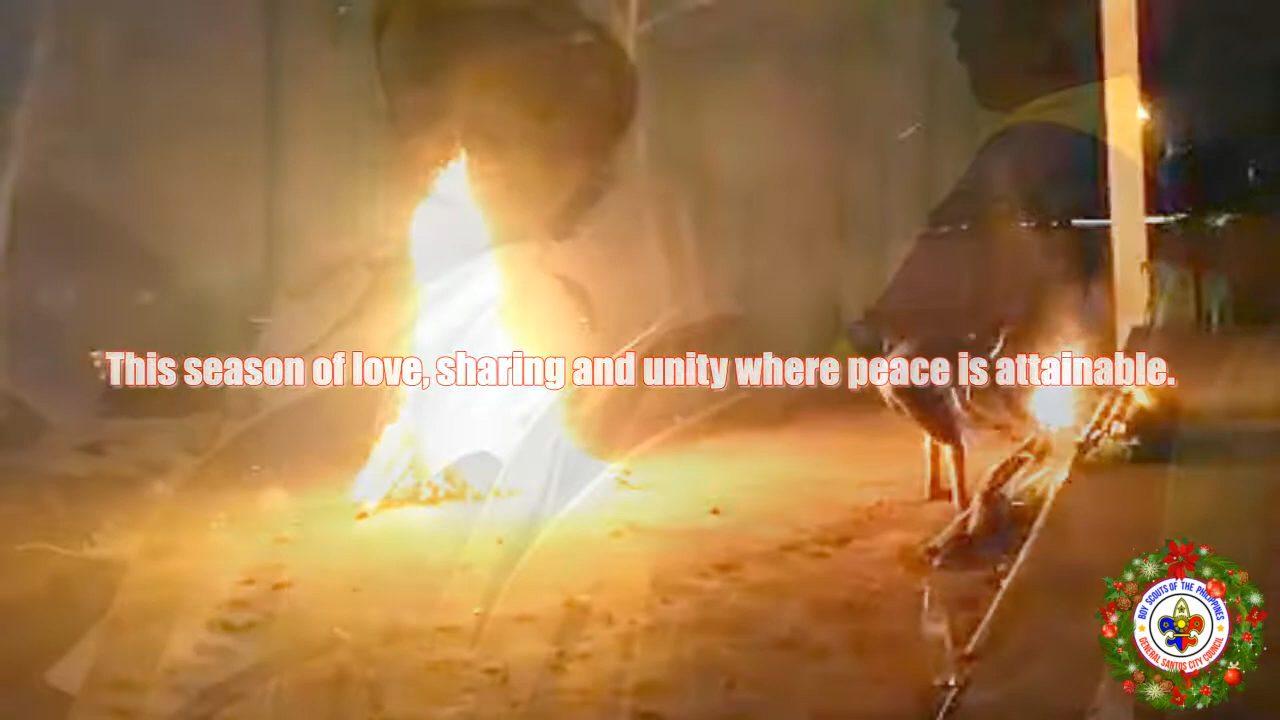 This season of love, sharing and unity where peace is attainable.
BOY SCOUTS OF THE PHILIPPINES
GENERAL SANTOS CITY COUNCIL